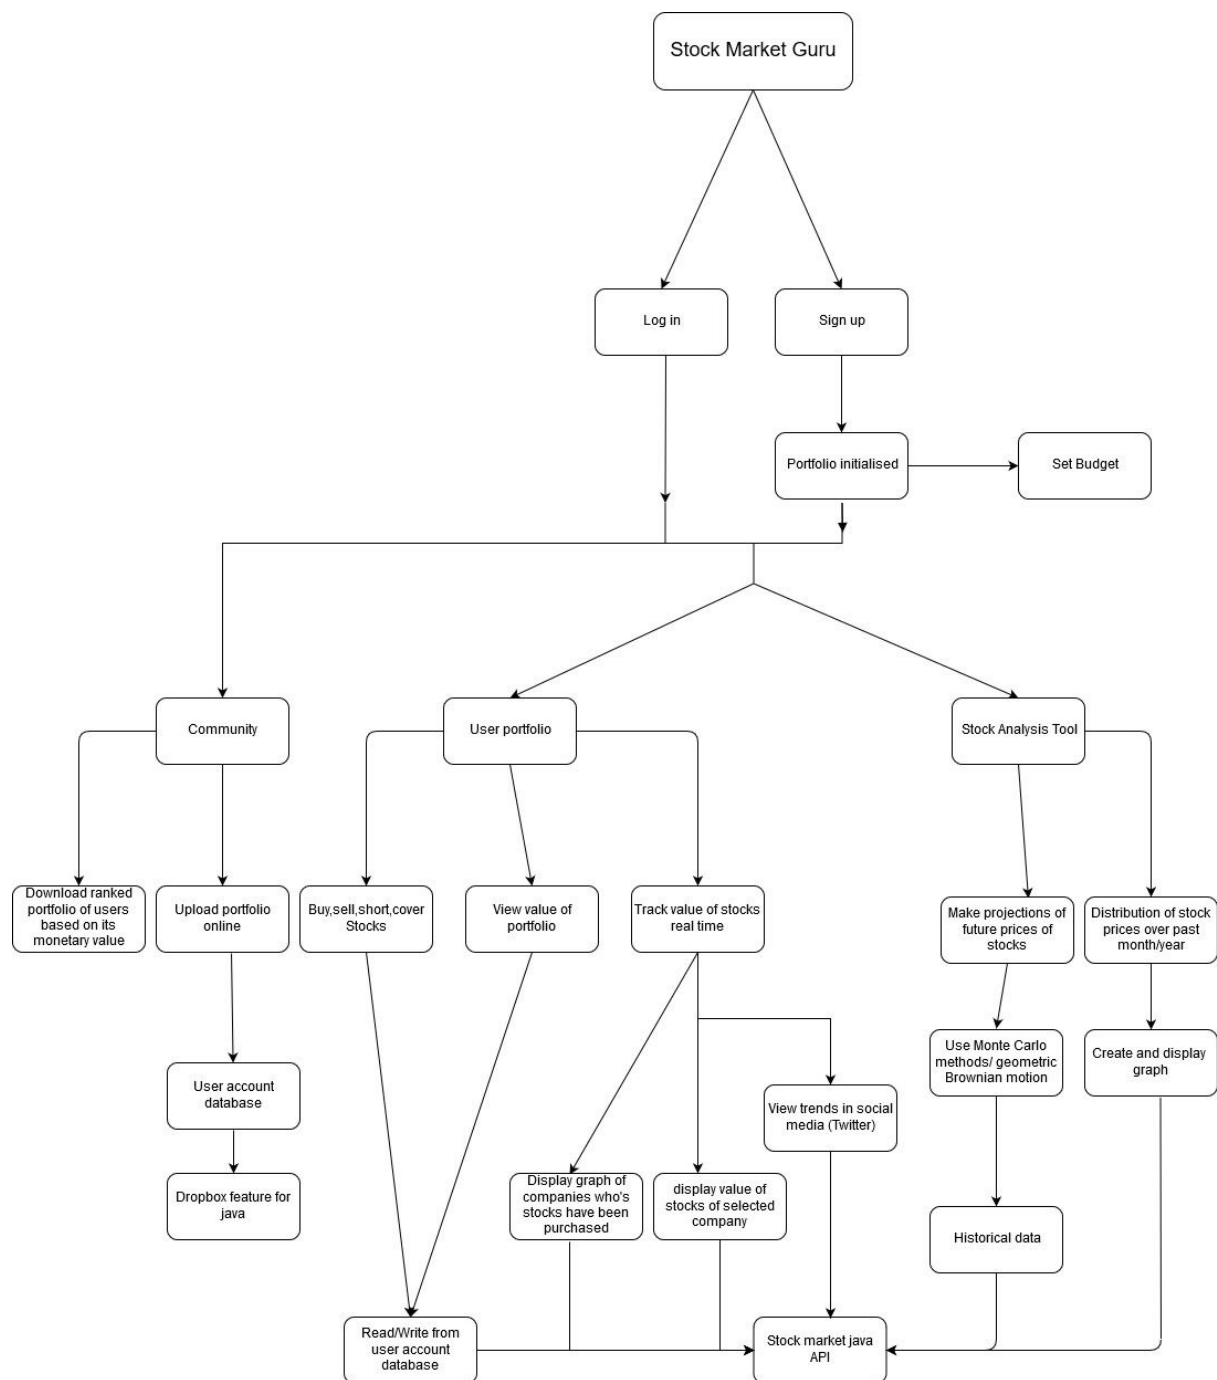 Stock Market Guru
Log in
Sign up
Portfolio initialised
Set Budget
Community
User portfolio
Stock Analysis Tool
Download ranked
portfolio of users
based on its
monetary value
Upload portfolio
online
Buy,sell,short,cover
Stocks
View value of
portfolio
Track value of stocks
real time
Make projections of
future prices of
stocks
Distribution of stock
prices over past
month/year
Use Monte Carlo
methods/ geometric
Brownian motion
Create and display
graph
User account
database
View trends in social
media (Twitter)
Dropbox feature for
java
Display graph of
companies who's
stocks have been
purchased
display value of
stocks of selected
company
Historical data
Read/Write from
user account
database
Stock market java
API